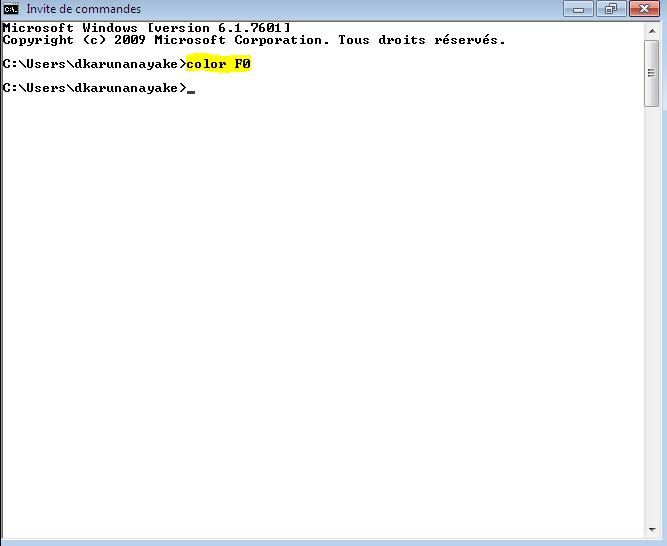 Invite de commandes
Microsoft Windows [version 6.1.7601]
Copyright (c) 2009 Microsoft Corporation. Tous droits réservés.
C:\Users\dkarunanayake>color F0
C:\Users\dkarunanayake>_